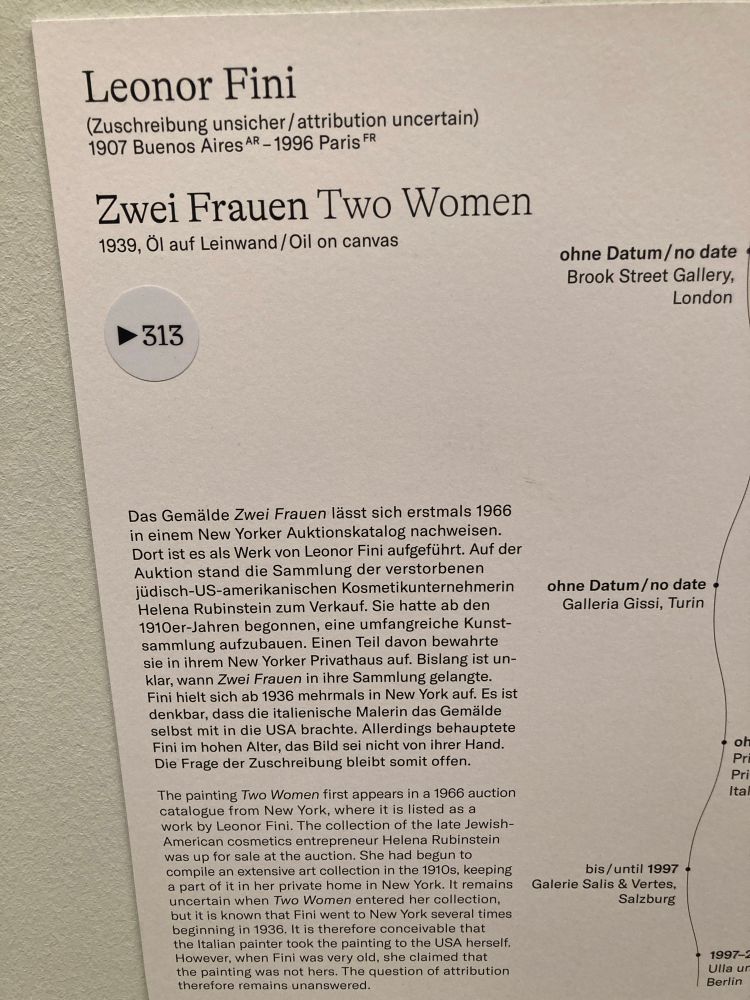 Leonor Fini
(Zuschreibung unsicher/attribution uncertain)
1907 Buenos Aires AR – 1996 Paris FR
Zwei Frauen Two Women
1939, Öl auf Leinwand/Oil on canvas
▶313
Das Gemälde Zwei Frauen lässt sich erstmals 1966
in einem New Yorker Auktionskatalog nachweisen.
Dort ist es als Werk von Leonor Fini aufgeführt. Auf der
Auktion stand die Sammlung der verstorbenen
jüdisch-US-amerikanischen Kosmetikunternehmerin
Helena Rubinstein zum Verkauf. Sie hatte ab den
1910er-Jahren begonnen, eine umfangreiche Kunst-
sammlung aufzubauen. Einen Teil davon bewahrte
sie in ihrem New Yorker Privathaus auf. Bislang ist un-
klar, wann Zwei Frauen in ihre Sammlung gelangte.
Fini hielt sich ab 1936 mehrmals in New York auf. Es ist
denkbar, dass die italienische Malerin das Gemälde
selbst mit in die USA brachte. Allerdings behauptete
Fini im hohen Alter, das Bild sei nicht von ihrer Hand.
Die Frage der Zuschreibung bleibt somit offen.
The painting Two Women first appears in a 1966 auction
catalogue from New York, where it is listed as a
work by Leonor Fini. The collection of the late Jewish-
American cosmetics entrepreneur Helena Rubinstein
was up for sale at the auction. She had begun to
compile an extensive art collection in the 1910s, keeping
a part of it in her private home in New York. It remains
uncertain when Two Women entered her collection,
but it is known that Fini went to New York several times
beginning in 1936. It is therefore conceivable that
the Italian painter took the painting to the USA herself.
However, when Fini was very old, she claimed that
the painting was not hers. The question of attribution
therefore remains unanswered.
ohne Datum/no date
Brook Street Gallery,
London
ohne Datum/no date
Galleria Gissi, Turin
oh
Pri
Pri
Ital
bis/until 1997
Galerie Salis & Vertes,
Salzburg
1997–2
Ulla un
Berlin